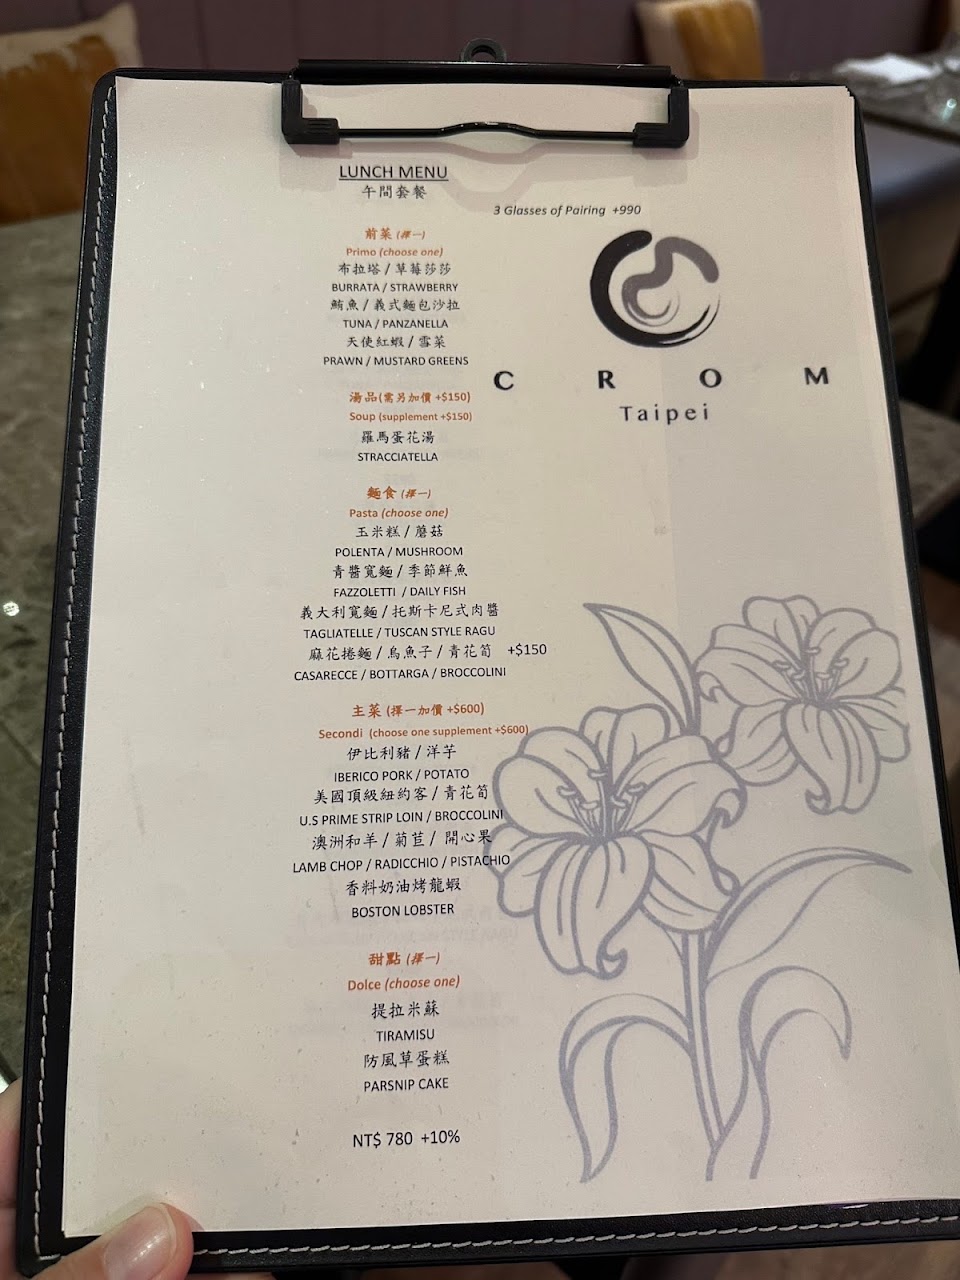 LUNCH MENU
午間套餐
3 Glasses of Pairing +990
前菜 (擇一)
Primo (choose one)
布拉塔 / 草莓莎莎
BURRATA / STRAWBERRY
鮪魚 / 義式麵包沙拉
TUNA / PANZANELLA
天使紅蝦 / 雪菜
PRAWN / MUSTARD GREENS
C R O M
Taipei
湯品(需另加價 +$150)
Soup (supplement +$150)
羅馬蛋花湯
STRACCIATELLA
麵食 (擇一)
Pasta (choose one)
玉米糕 / 蘑菇
POLENTA / MUSHROOM
青醬寬麵 / 季節鮮魚
FAZZOLETTI / DAILY FISH
義大利寬麵 / 托斯卡尼式肉醬
TAGLIATELLE / TUSCAN STYLE RAGU
麻花捲麵 / 烏魚子 / 青花筍 +$150
CASARECCE / BOTTARGA / BROCCOLINI
主菜 (擇一加價 +$600)
Secondi (choose one supplement +$600)
伊比利豬 / 洋芋
IBERICO PORK / POTATO
美國頂級紐約客 / 青花筍
U.S PRIME STRIP LOIN / BROCCOLINI
澳洲和羊 / 菊苣 / 開心果
LAMB CHOP / RADICCHIO / PISTACHIO
香料奶油烤龍蝦
BOSTON LOBSTER
甜點 (擇一)
Dolce (choose one)
提拉米蘇
TIRAMISU
防風草蛋糕
PARSNIP CAKE
NT$ 780 +10%